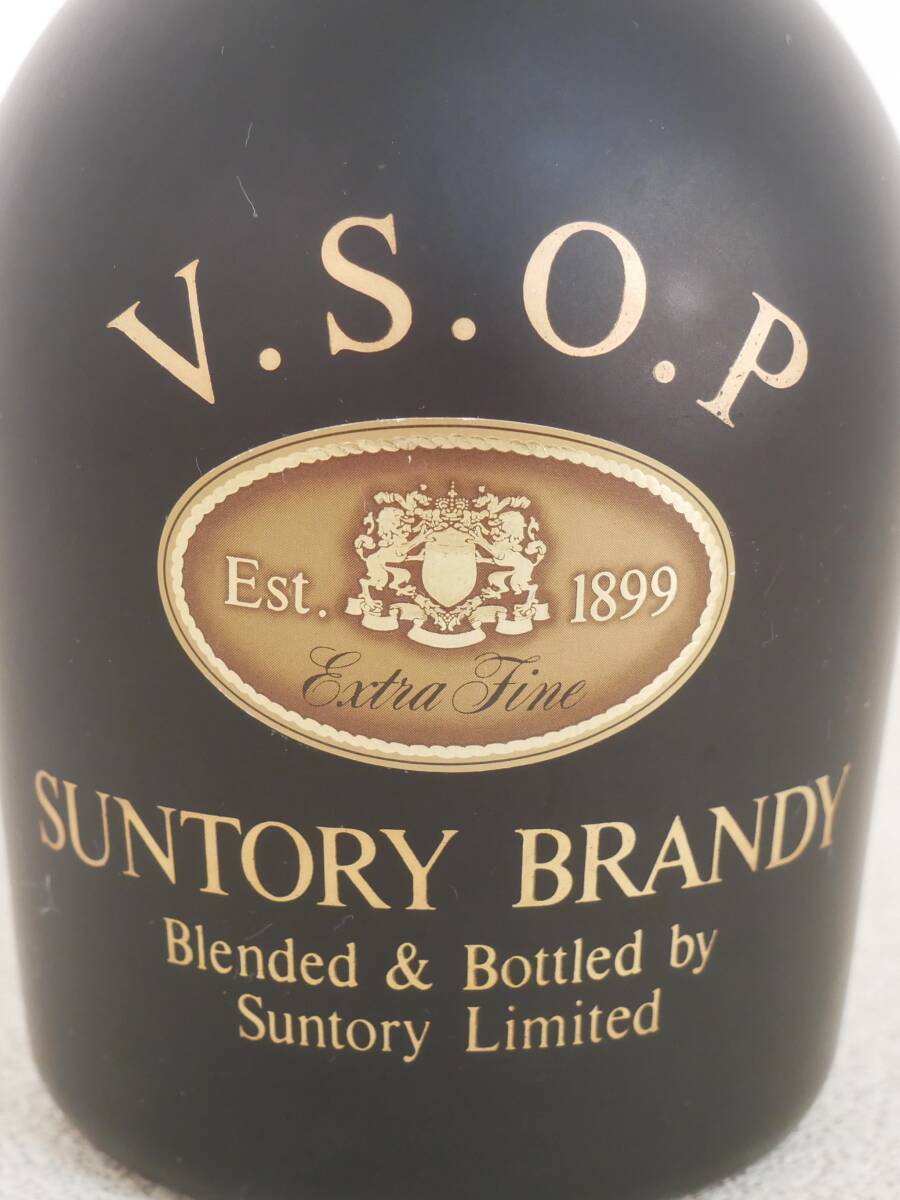 V.S.O.P
Est. 1899
Extra Fine
SUNTORY BRANDY
Blended & Bottled by
Suntory Limited